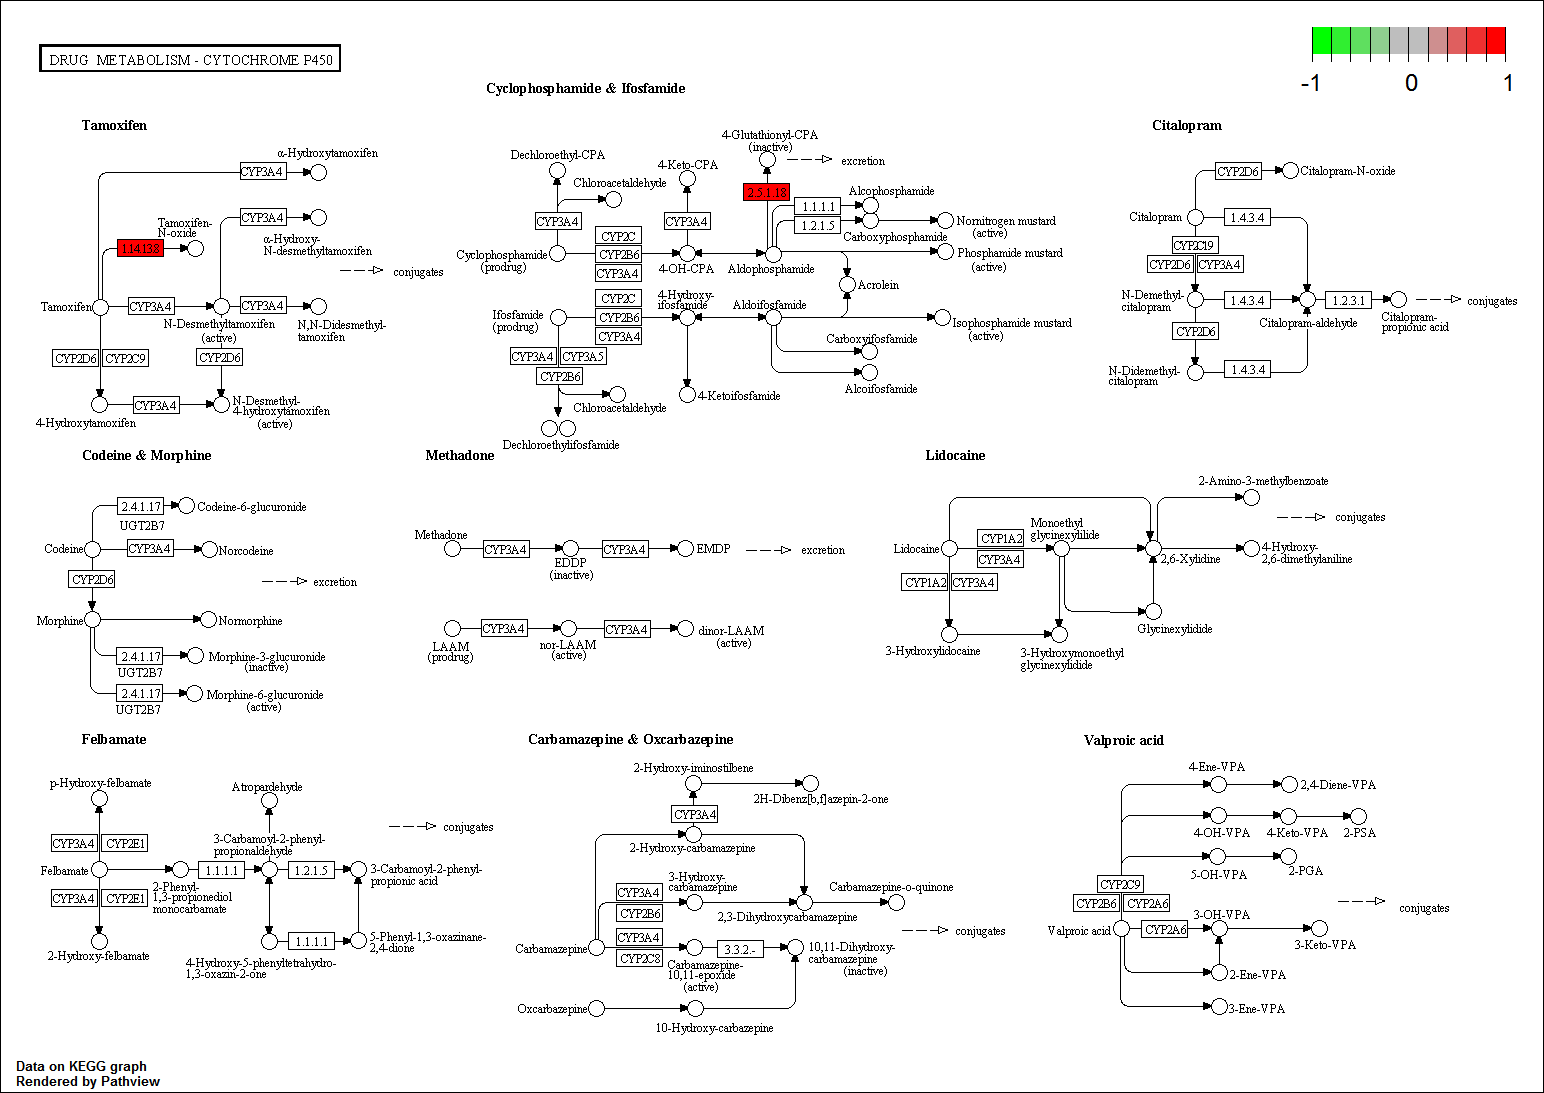 DRUG METABOLISM - CYTOCHROME P450
-1
0
1
Cyclophosphamide & Ifosfamide
Tamoxifen
α-Hydroxytamoxifen
CYP3A4
CYP3A4
Tamoxifen-
N-oxide
1.14.13.8
α-Hydroxy-
N-desmethyltamoxifen
conjugates
Tamoxifen
CYP3A4
CYP3A4
N-Desmethyltamoxifen
(active)
N,N-Didesmethyl-
tamoxifen
CYP2D6
CYP2C9
CYP2D6
CYP3A4
N-Desmethyl-
4-hydroxytamoxifen
(active)
4-Hydroxytamoxifen
4-Glutathionyl-CPA
(inactive)
excretion
Dechloroethyl-CPA
4-Keto-CPA
Chloroacetaldehyde
2.5.1.18
Alcophosphamide
1.1.1.1
CYP3A4
CYP3A4
1.2.1.5
Nornitrogen mustard
(active)
Carboxyphosphamide
CYP2C
Cyclophosphamide
(prodrug)
CYP2B6
CYP3A4
4-OH-CPA
Aldophosphamide
Phosphamide mustard
(active)
Acrolein
CYP2C
4-Hydroxy-
ifosfamide
Aldoifosfamide
Ifosfamide
(prodrug)
CYP2B6
CYP3A4
Isophosphamide mustard
(active)
Carboxyifosfamide
CYP3A4
CYP3A5
CYP2B6
Alcoifosfamide
4-Ketoifosfamide
Chloroacetaldehyde
Dechloroethylifosfamide
Citalopram
CYP2D6
Citalopram-N-oxide
Citalopram
1.4.3.4
CYP2C19
CYP2D6
CYP3A4
N-Demethyl-
citalopram
1.4.3.4
1.2.3.1
conjugates
Citalopram-aldehyde
Citalopram-
propionic acid
CYP2D6
N-Didemethyl-
citalopram
1.4.3.4
Codeine & Morphine
2.4.1.17
Codeine-6-glucuronide
UGT2B7
Codeine
CYP3A4
Norcodeine
CYP2D6
excretion
Morphine
Normorphine
2.4.1.17
Morphine-3-glucuronide
(inactive)
UGT2B7
2.4.1.17
Morphine-6-glucuronide
(active)
UGT2B7
Methadone
Methadone
CYP3A4
CYP3A4
EMDP
excretion
EDDP
(inactive)
CYP3A4
CYP3A4
dinor-LAAM
(active)
LAAM
(prodrug)
nor-LAAM
(active)
Lidocaine
2-Amino-3-methylbenzoate
conjugates
Monoethyl
glycinexylilide
CYP1A2
Lidocaine
CYP3A4
2,6-Xylidine
4-Hydroxy-
2,6-dimethylaniline
CYP1A2
CYP3A4
Glycinexylidide
3-Hydroxylidocaine
3-Hydroxymonoethyl
glycinexylidide
Felbamate
p-Hydroxy-felbamate
Atropardehyde
conjugates
CYP3A4
CYP2E1
3-Carbamoyl-2-phenyl-
propionaldehyde
Felbamate
1.1.1.1
1.2.1.5
3-Carbamoyl-2-phenyl-
propionic acid
CYP3A4
CYP2E1
2-Phenyl-
1,3-propionediol
monocarbamate
1.1.1.1
5-Phenyl-1,3-oxazinane-
2,4-dione
2-Hydroxy-felbamate
4-Hydroxy-5-phenyltetrahydro-
1,3-oxazin-2-one
Carbamazepine & Oxcarbazepine
2-Hydroxy-iminostilbene
2H-Dibenz[b,f]azepin-2-one
CYP3A4
2-Hydroxy-carbamazepine
CYP3A4
3-Hydroxy-
carbamazepine
Carbamazepine-o-quinone
CYP2B6
2,3-Dihydroxycarbamazepine
conjugates
CYP3A4
Carbamazepine
3.3.2.-
10,11-Dihydroxy-
carbamazepine
(inactive)
CYP2C8
Carbamazepine-
10,11-epoxide
(active)
Oxcarbazepine
10-Hydroxy-carbazepine
Valproic acid
4-Ene-VPA
2,4-Diene-VPA
4-OH-VPA
4-Keto-VPA
2-PSA
5-OH-VPA
2-PGA
CYP2C9
CYP2B6
CYP2A6
conjugates
3-OH-VPA
Valproic acid
CYP2A6
3-Keto-VPA
2-Ene-VPA
3-Ene-VPA
Data on KEGG graph
Rendered by Pathview